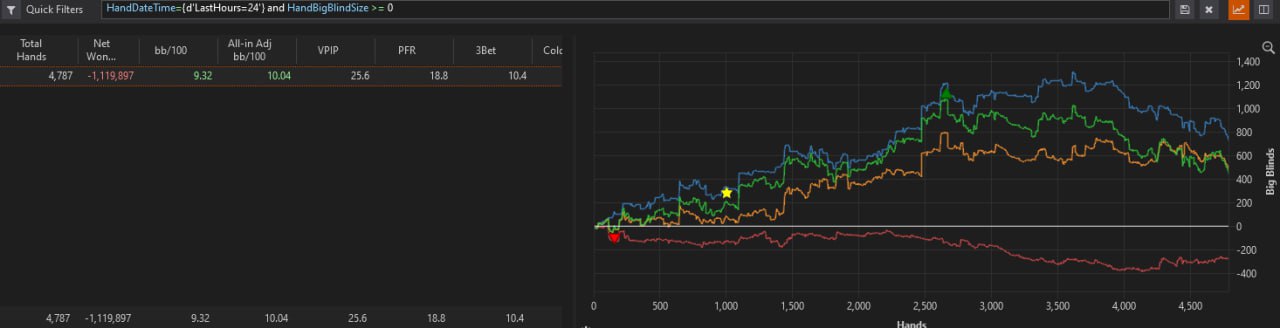 Quick Filters
HandDateTime={d'LastHours=24'} and HandBigBlindSize >= 0
Total Hands
Net Won...
bb/100
All-in Adj bb/100
VPIP
PFR
3Bet
Colc
4,787 -1,119,897 9.32 10.04 25.6 18.8 10.4
4,787 -1,119,897 9.32 10.04 25.6 18.8 10.4
1,400
1,200
1,000
800
600
400
200
0
-200
-400
Big Blinds
0 500 1,000 1,500 2,000 2,500 3,000 3,500 4,000 4,500
Hands